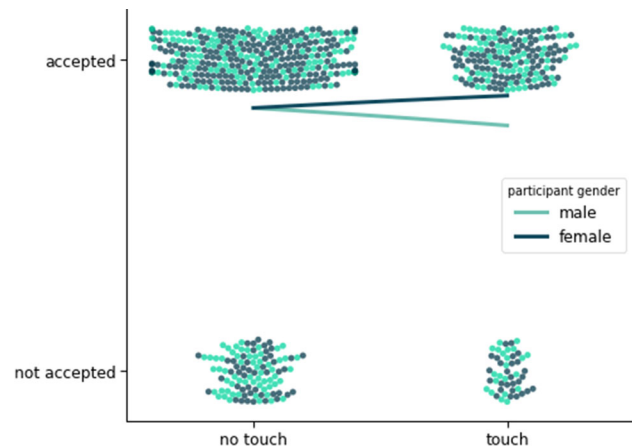 accepted
participant gender
male
female
not accepted
no touch
touch